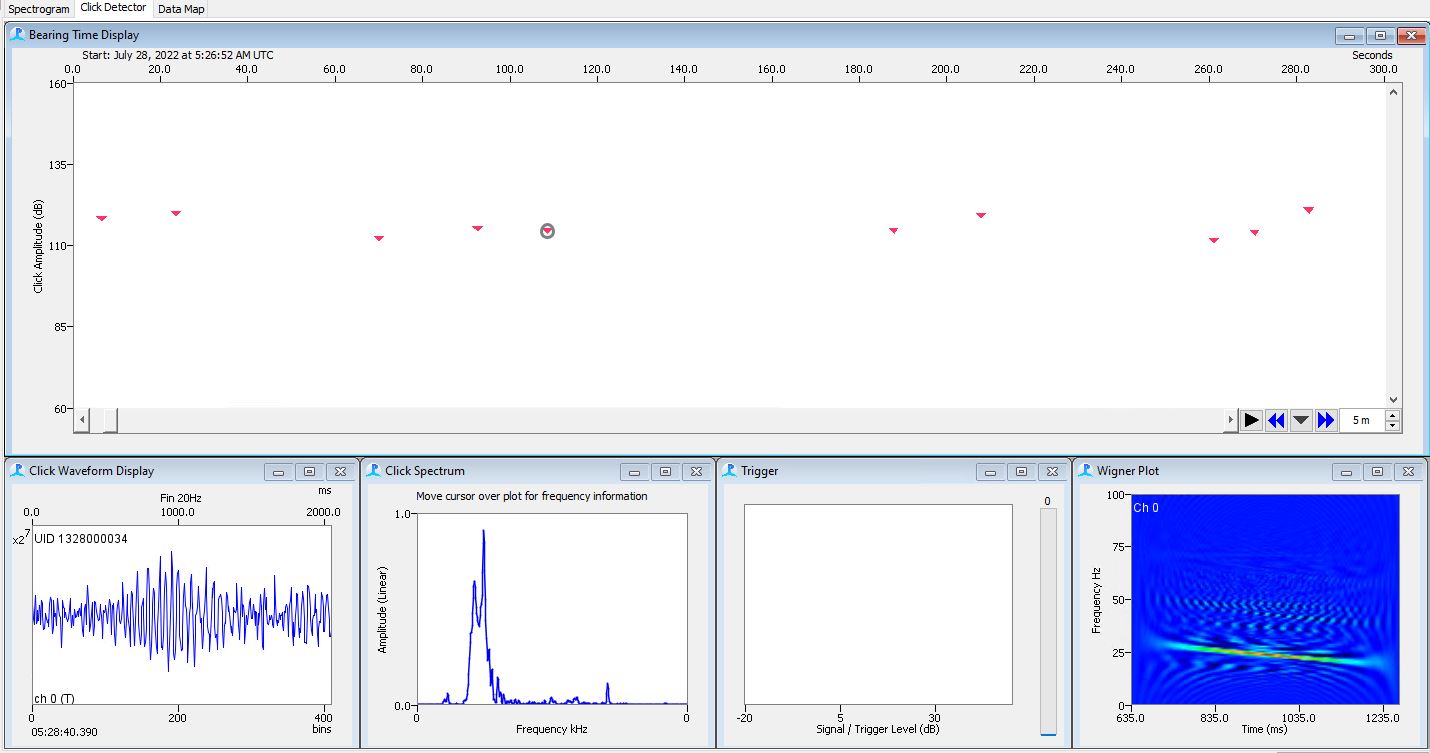 Spectrogram Click Detector Data Map
Bearing Time Display
Start: July 28, 2022 at 5:26:52 AM UTC Seconds
0.0 20.0 40.0 60.0 80.0 100.0 120.0 140.0 160.0 180.0 200.0 220.0 240.0 260.0 280.0 300.0
160
135
110
85
60
Click Amplitude (dB)
5 m
Click Waveform Display
Fin 20Hz ms
0.0 1000.0 2000.0
x2^7
UID 1328000034
ch 0 (T)
0 200 400
05:28:40.390 bins
Click Spectrum
Move cursor over plot for frequency information
1.0
0.0
Amplitude (Linear)
0 0
Frequency kHz
Trigger
0
-20 5 30
Signal / Trigger Level (dB)
Wigner Plot
Ch 0
100
75
50
25
0
Frequency Hz
635.0 835.0 1035.0 1235.0
Time (ms)